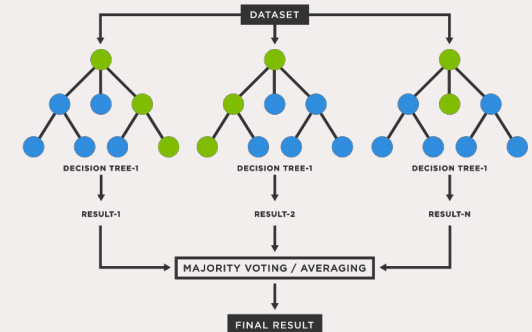 DATASET
DECISION TREE-1
DECISION TREE-1
DECISION TREE-1
RESULT-1
RESULT-2
RESULT-N
MAJORITY VOTING / AVERAGING
FINAL RESULT